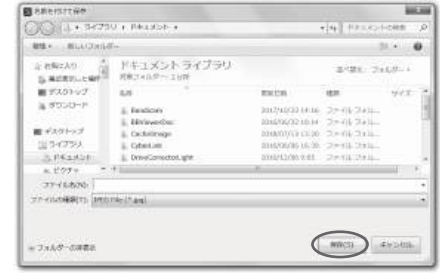 名前を付けて保存
ライブラリ ▸ ドキュメント ▸
ドキュメントの検索
整理 ▾ 新しいフォルダー
お気に入り
最近表示した場所
デスクトップ
ダウンロード
デスクトップ
ライブラリ
ドキュメント
ピクチャ
ドキュメント ライブラリ
対象フォルダー: 1か所
並べ替え: フォルダー ▾
名前 更新日時 種類 サイズ
BandiCam ファイル フォル...
ファイル フォル...
CacheImage ファイル フォル...
CyberLink ファイル フォル...
DriveConnectorLight ファイル フォル...
ファイル名(N):
ファイルの種類(T): JPEG File (*.jpg)
フォルダーの非表示
保存(S) キャンセル